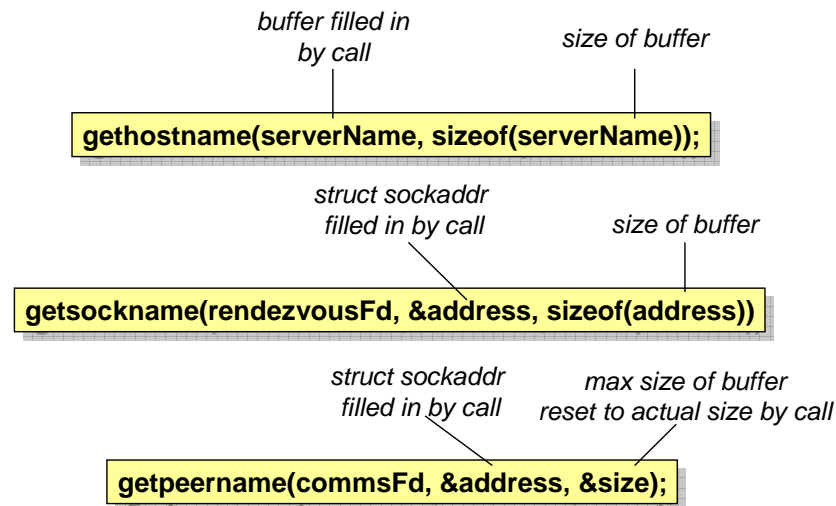 buffer filled in
by call
size of buffer
gethostname(serverName, sizeof(serverName));
struct sockaddr
filled in by call
size of buffer
getsockname(rendezvousFd, &address, sizeof(address))
struct sockaddr
filled in by call
max size of buffer
reset to actual size by call
getpeername(commsFd, &address, &size);